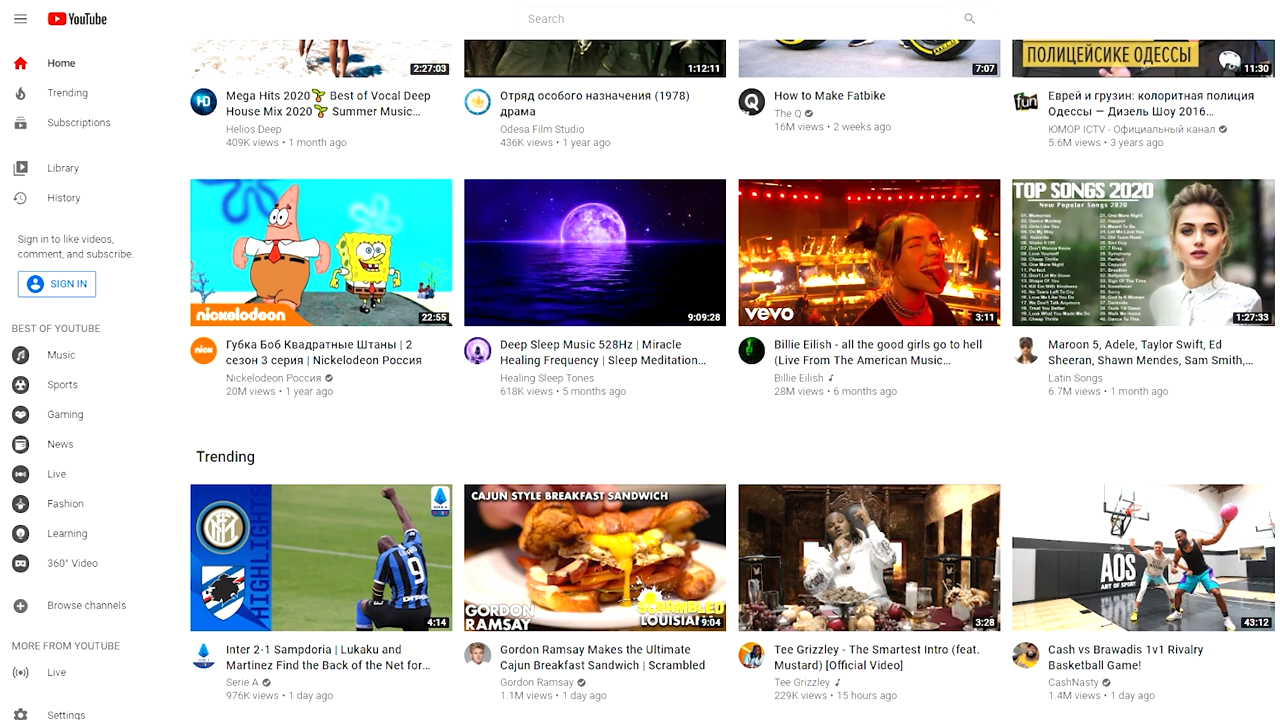 YouTube
Search
Home
Trending
Subscriptions
Library
History
Sign in to like videos,
comment, and subscribe.
SIGN IN
BEST OF YOUTUBE
Music
Sports
Gaming
News
Live
Fashion
Learning
360° Video
Browse channels
MORE FROM YOUTUBE
Live
Settings
2:27:03
HD
Mega Hits 2020🌱 Best of Vocal Deep
House Mix 2020🌱 Summer Music...
Helios Deep
409K views • 1 month ago
1:12:11
Отряд особого назначения (1978)
драма
Odesa Film Studio
436K views • 1 year ago
7:07
Q
How to Make Fatbike
The Q
16M views • 2 weeks ago
ПОЛИЦЕЙСИКЕ ОДЕССЫ
11:30
fun
Еврей и грузин: колоритная полиция
Одессы — Дизель Шоу 2016...
ЮМОР ICTV - Официальный канал
5.6M views • 3 years ago
nickelodeon
22:55
nick
Губка Боб Квадратные Штаны | 2
сезон 3 серия | Nickelodeon Россия
Nickelodeon Россия
20M views • 1 year ago
9:09:28
Deep Sleep Music 528Hz | Miracle
Healing Frequency | Sleep Meditation...
Healing Sleep Tones
618K views • 5 months ago
vevo
3:11
Billie Eilish - all the good girls go to hell
(Live From The American Music...
Billie Eilish
28M views • 6 months ago
TOP SONGS 2020
New Popular Songs 2020
1:27:33
Maroon 5, Adele, Taylor Swift, Ed
Sheeran, Shawn Mendes, Sam Smith,...
Latin Songs
6.7M views • 1 month ago
Trending
HIGHLIGHTS
SERIE A
9
4:14
Inter 2-1 Sampdoria | Lukaku and
Martinez Find the Back of the Net for...
Serie A
976K views • 1 day ago
CAJUN STYLE BREAKFAST SANDWICH
GORDON
RAMSAY
SCRAMBLED
9:04
Gordon Ramsay Makes the Ultimate
Cajun Breakfast Sandwich | Scrambled
Gordon Ramsay
1.1M views • 1 day ago
3:28
Tee Grizzley - The Smartest Intro (feat.
Mustard) [Official Video]
Tee Grizzley
229K views • 15 hours ago
AOS
ART OF SPORT
43:12
Cash vs Brawadis 1v1 Rivalry
Basketball Game!
CashNasty
1.4M views • 1 day ago